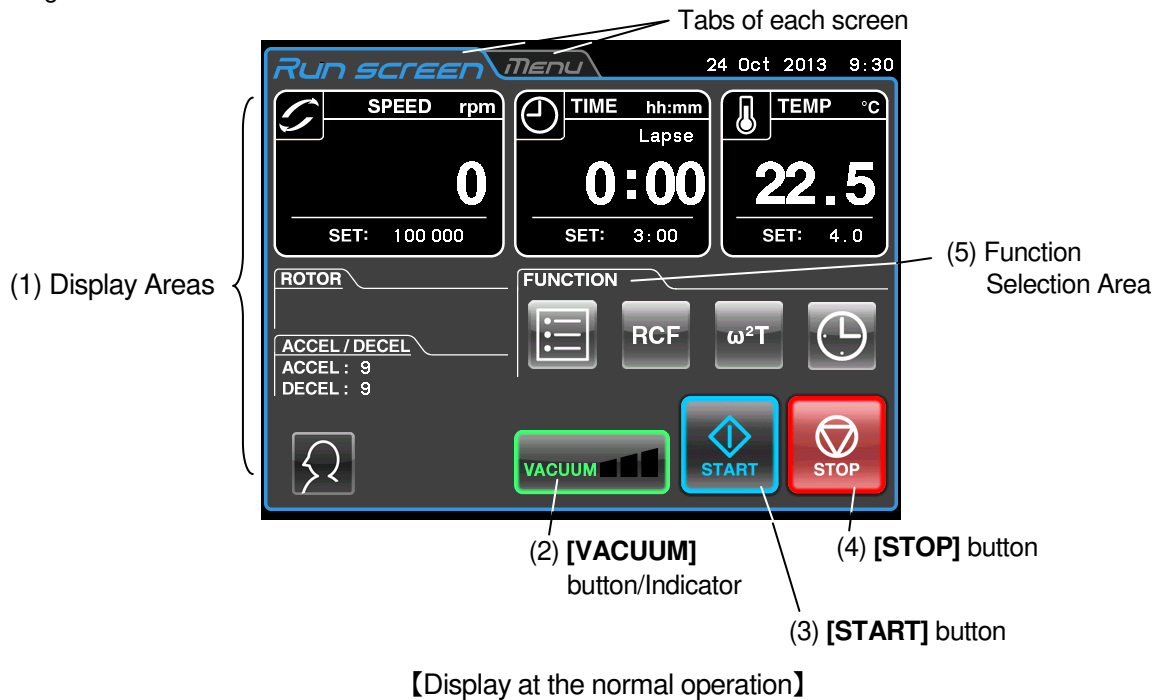 Tabs of each screen
Run screen Menu 24 Oct 2013 9:30
SPEED rpm
0
SET: 100 000
TIME hh:mm
Lapse
0:00
SET: 3:00
TEMP °C
22.5
SET: 4.0
(1) Display Areas
(5) Function
Selection Area
ROTOR
FUNCTION
RCF
ω²T
ACCEL / DECEL
ACCEL : 9
DECEL : 9
VACUUM
START
STOP
(2) [VACUUM]
button/Indicator
(4) [STOP] button
(3) [START] button
【Display at the normal operation】